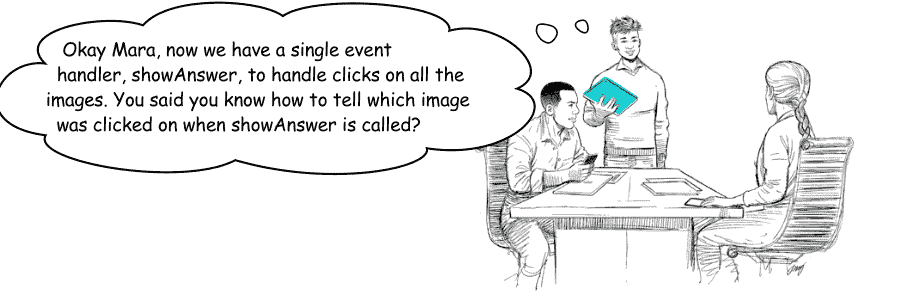 Okay Mara, now we have a single event
handler, showAnswer, to handle clicks on all the
images. You said you know how to tell which image
was clicked on when showAnswer is called?